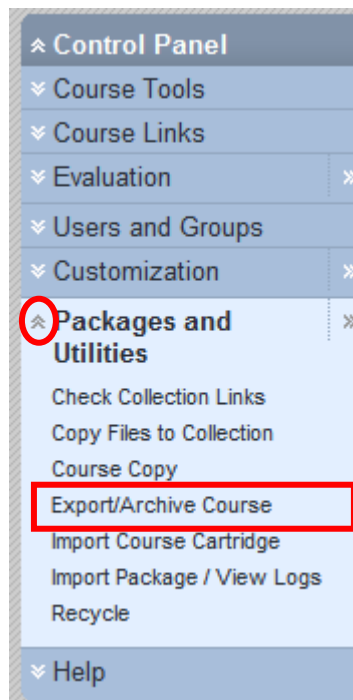 Control Panel
Course Tools
Course Links
Evaluation
Users and Groups
Customization
Packages and
Utilities
Check Collection Links
Copy Files to Collection
Course Copy
Export/Archive Course
Import Course Cartridge
Import Package / View Logs
Recycle
Help